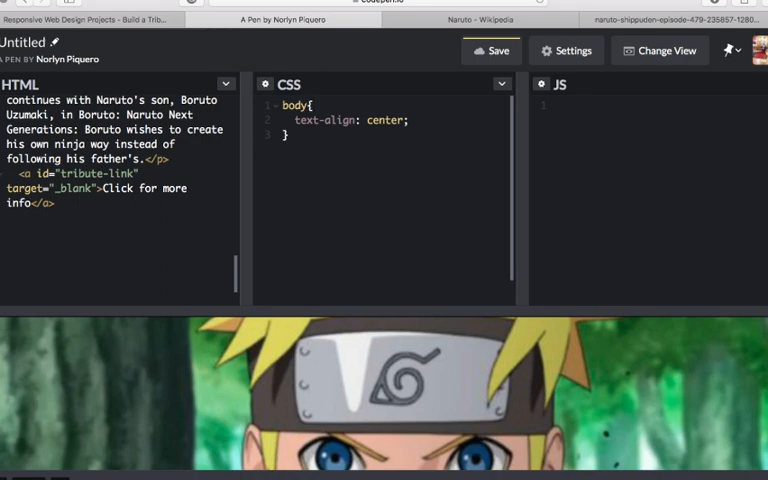 codepen.io
Responsive Web Design Projects - Build a Trib...
A Pen by Norlyn Piquero
Naruto - Wikipedia
naruto-shippuden-episode-479-235857-1280...
Untitled
A PEN BY Norlyn Piquero
Save
Settings
Change View
HTML
continues with Naruto's son, Boruto
Uzumaki, in Boruto: Naruto Next
Generations: Boruto wishes to create
his own ninja way instead of
following his father's.</p>
<a id="tribute-link"
target="_blank">Click for more
info</a>
CSS
1 body{
2 text-align: center;
3 }
JS
1